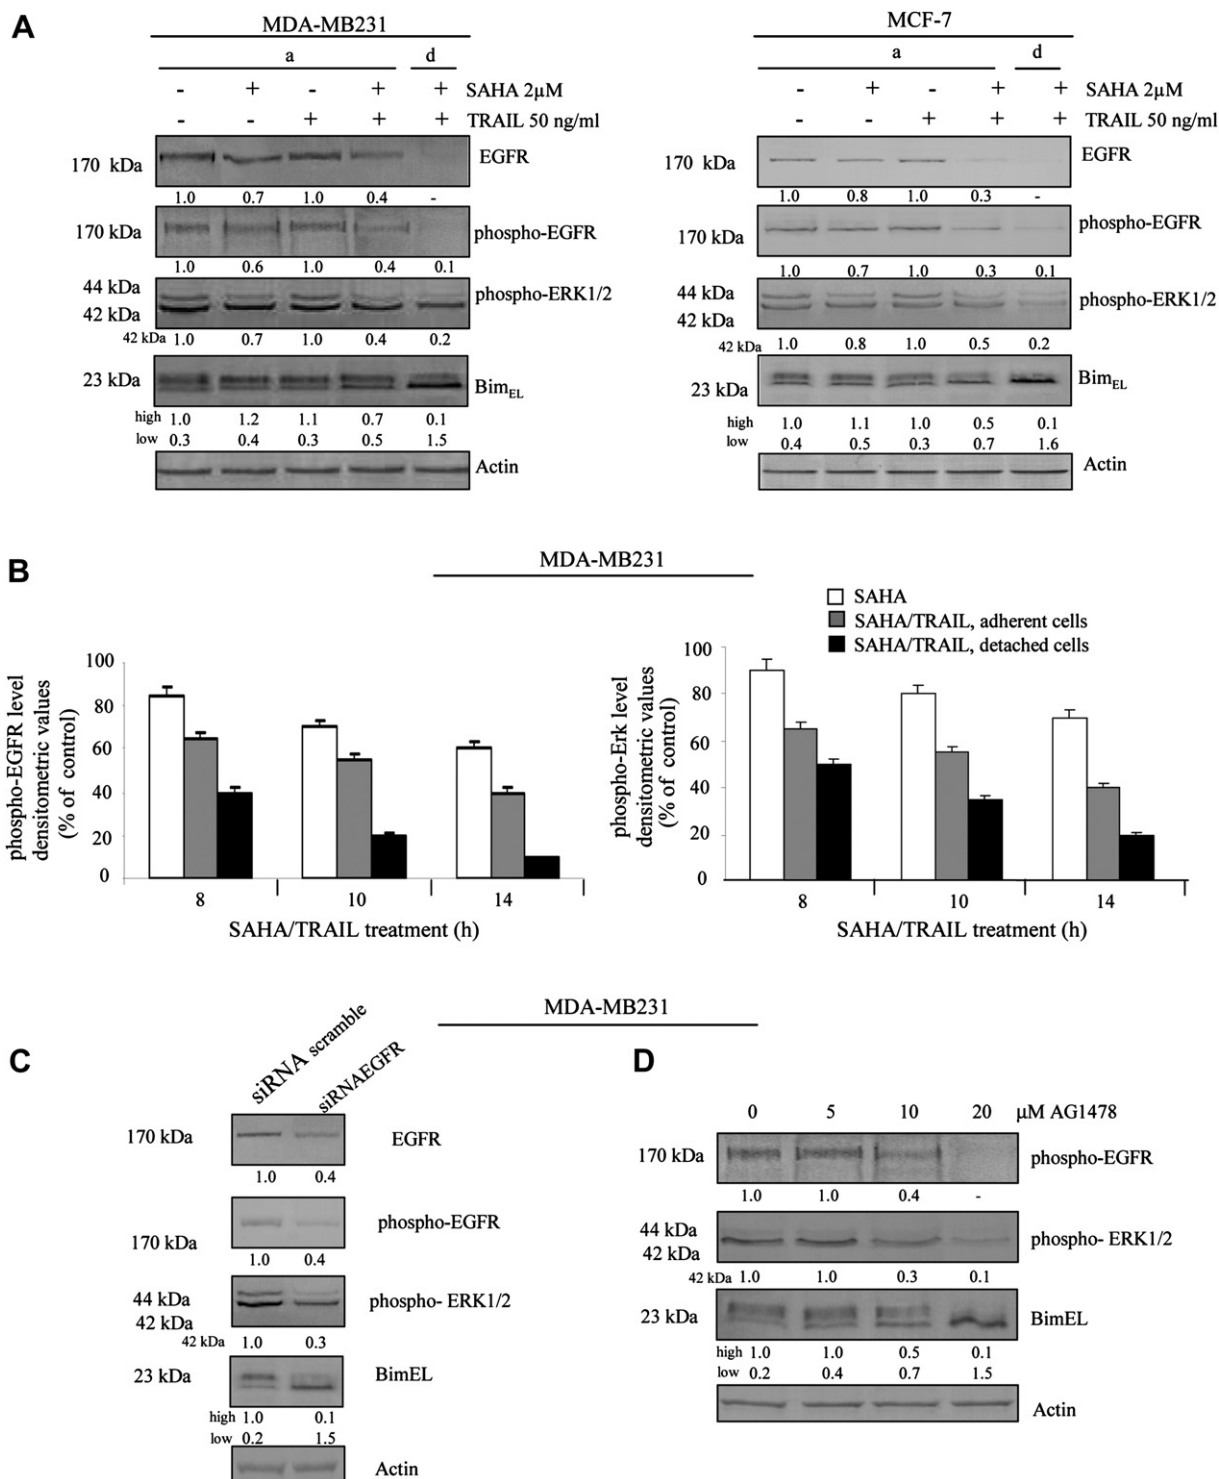 A
MDA-MB231
a d
- + - + + SAHA 2µM
- - + + + TRAIL 50 ng/ml
170 kDa EGFR
1.0 0.7 1.0 0.4 -
170 kDa phospho-EGFR
1.0 0.6 1.0 0.4 0.1
44 kDa phospho-ERK1/2
42 kDa
42 kDa 1.0 0.7 1.0 0.4 0.2
23 kDa BimEL
high 1.0 1.2 1.1 0.7 0.1
low 0.3 0.4 0.3 0.5 1.5
Actin
MCF-7
a d
- + - + + SAHA 2µM
- - + + + TRAIL 50 ng/ml
170 kDa EGFR
1.0 0.8 1.0 0.3 -
170 kDa phospho-EGFR
1.0 0.7 1.0 0.3 0.1
44 kDa phospho-ERK1/2
42 kDa
42 kDa 1.0 0.8 1.0 0.5 0.2
23 kDa BimEL
high 1.0 1.1 1.0 0.5 0.1
low 0.4 0.5 0.3 0.7 1.6
Actin
B
MDA-MB231
SAHA
SAHA/TRAIL, adherent cells
SAHA/TRAIL, detached cells
phospho-EGFR level
densitometric values
(% of control)
100
80
60
40
20
0
8 10 14
SAHA/TRAIL treatment (h)
phospho-Erk level
densitometric values
(% of control)
100
80
60
40
20
0
8 10 14
SAHA/TRAIL treatment (h)
MDA-MB231
C
siRNA scramble
siRNAEGFR
170 kDa EGFR
1.0 0.4
phospho-EGFR
170 kDa
1.0 0.4
44 kDa phospho- ERK1/2
42 kDa
42 kDa 1.0 0.3
23 kDa BimEL
high 1.0 0.1
low 0.2 1.5
Actin
D
0 5 10 20 µM AG1478
170 kDa phospho-EGFR
1.0 1.0 0.4 -
44 kDa phospho- ERK1/2
42 kDa
42 kDa 1.0 1.0 0.3 0.1
23 kDa BimEL
high 1.0 1.0 0.5 0.1
low 0.2 0.4 0.7 1.5
Actin